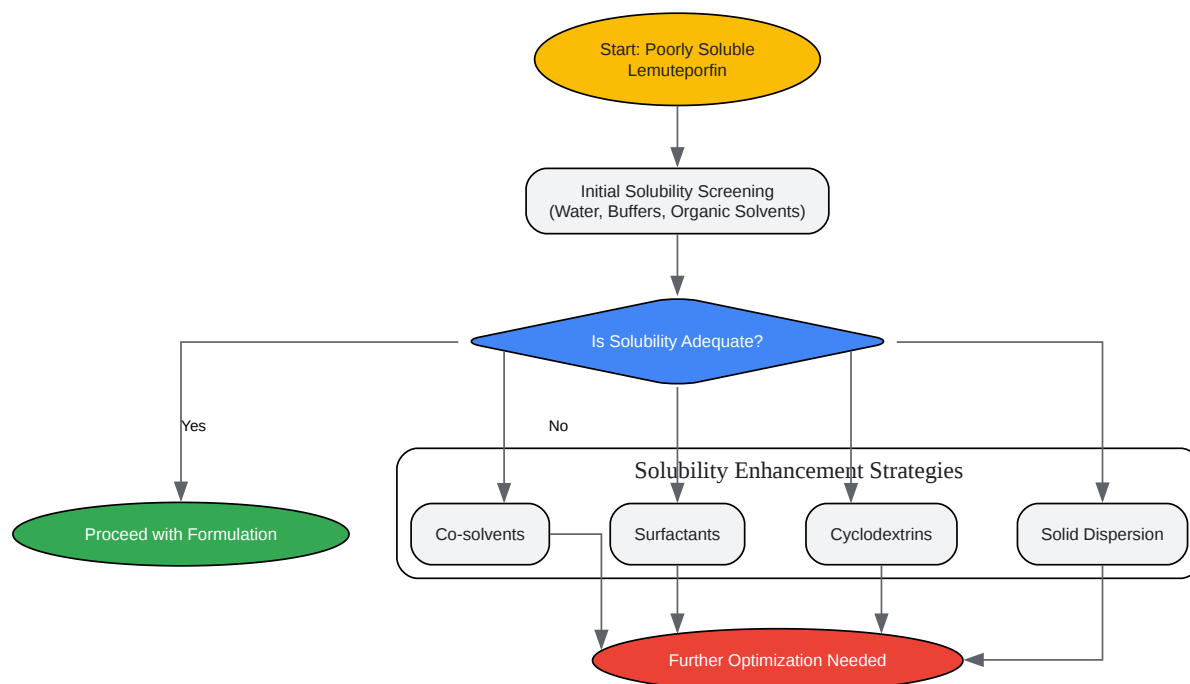 Start: Poorly Soluble
Lemuteporfin
Initial Solubility Screening
(Water, Buffers, Organic Solvents)
Is Solubility Adequate?
Yes
No
Solubility Enhancement Strategies
Proceed with Formulation
Co-solvents
Surfactants
Cyclodextrins
Solid Dispersion
Further Optimization Needed